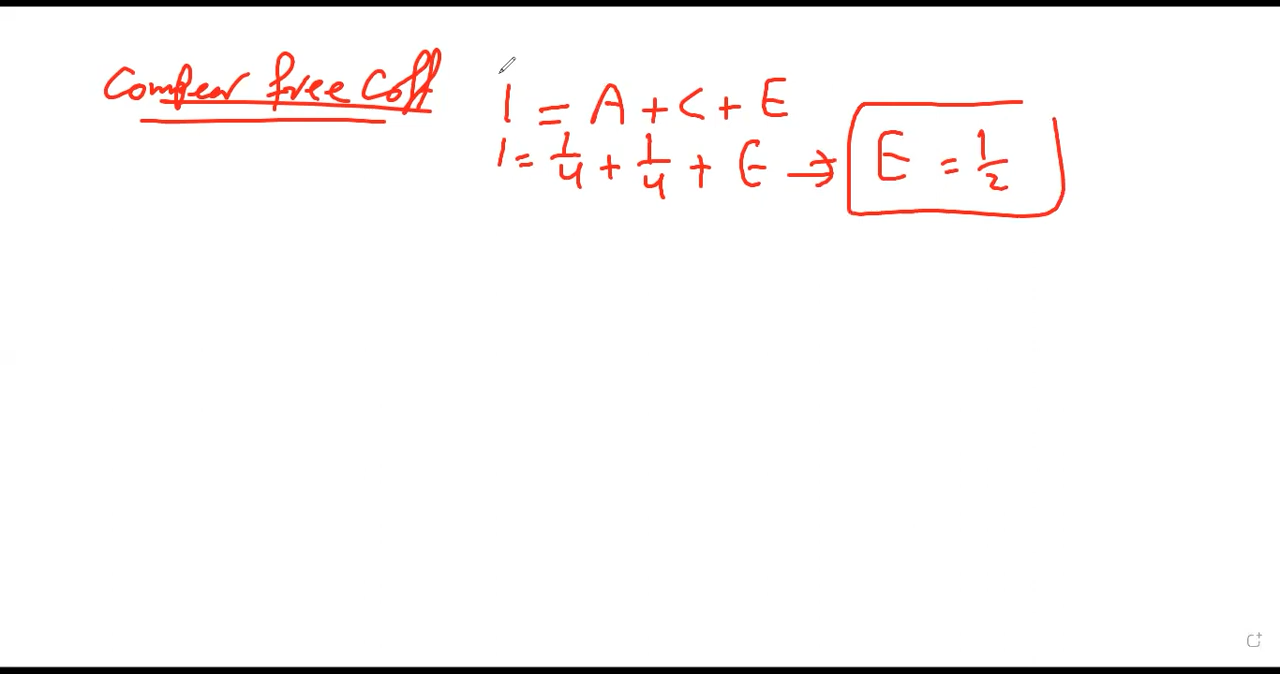 Compear free Coff 1 = A + C + E
1 = 1/4 + 1/4 + E → E = 1/2